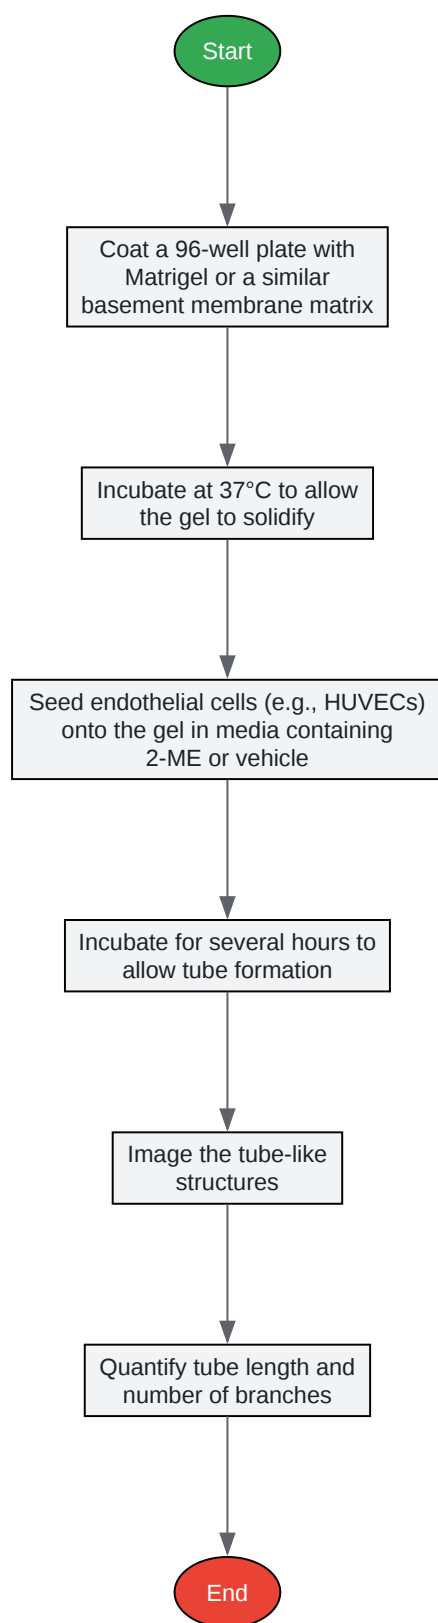 Start
Coat a 96-well plate with
Matrigel or a similar
basement membrane matrix
Incubate at 37°C to allow
the gel to solidify
Seed endothelial cells (e.g., HUVECs)
onto the gel in media containing
2-ME or vehicle
Incubate for several hours to
allow tube formation
Image the tube-like
structures
Quantify tube length and
number of branches
End